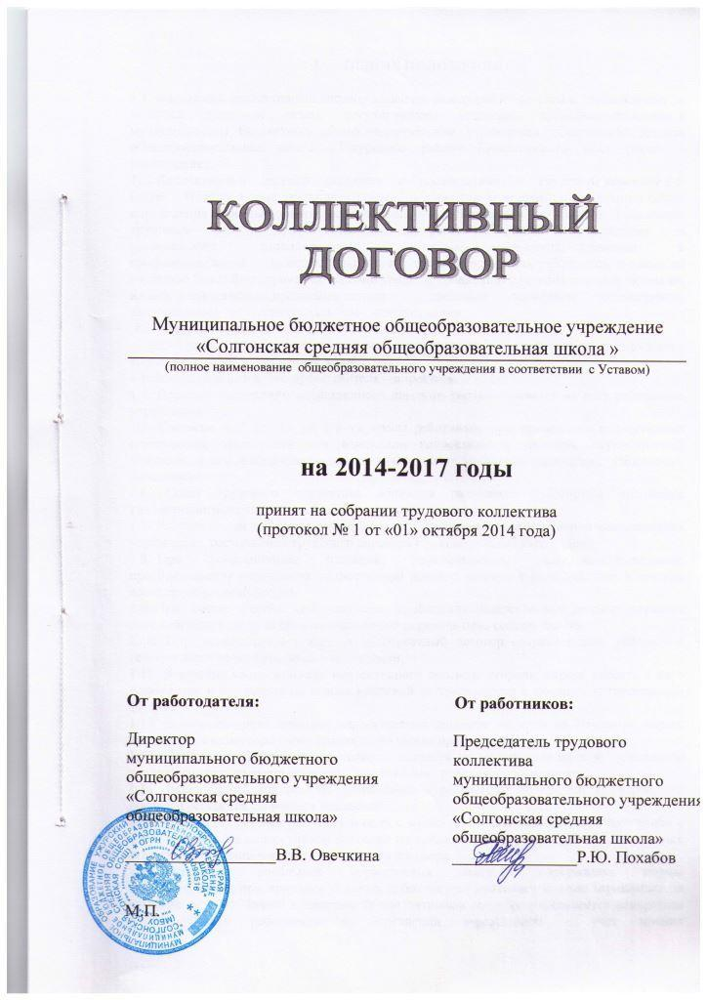 КОЛЛЕКТИВНЫЙ
ДОГОВОР
Муниципальное бюджетное общеобразовательное учреждение
«Солгонская средняя общеобразовательная школа »
(полное наименование общеобразовательного учреждения в соответствии с Уставом)
на 2014-2017 годы
принят на собрании трудового коллектива
(протокол № 1 от «01» октября 2014 года)
От работодателя:
Директор
муниципального бюджетного
общеобразовательного учреждения
«Солгонская средняя
общеобразовательная школа»
В.В. Овечкина
М.П.
От работников:
Председатель трудового
коллектива
муниципального бюджетного
общеобразовательного учреждения
«Солгонская средняя
общеобразовательная школа»
Р.Ю. Похабов